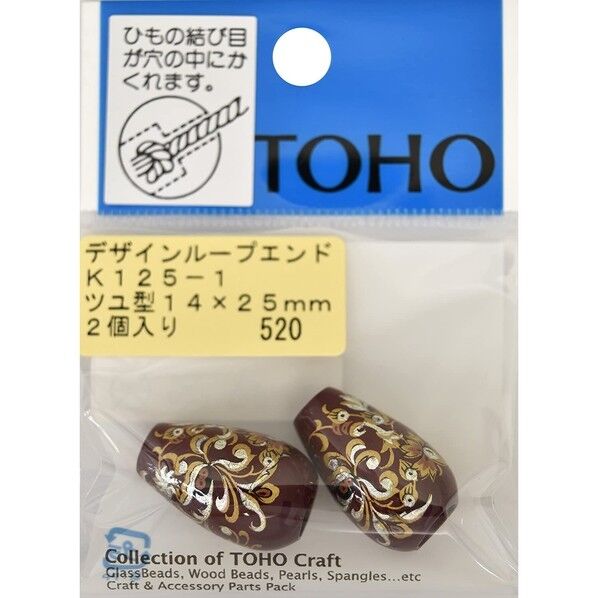 ひもの結び目
が穴の中にか
くれます。
TOHO
デザインループエンド
K125-1
ツユ型14×25mm
2個入り 520
Collection of TOHO Craft
GlassBeads, Wood Beads, Pearls, Spangles...etc
Craft & Accessory Parts Pack